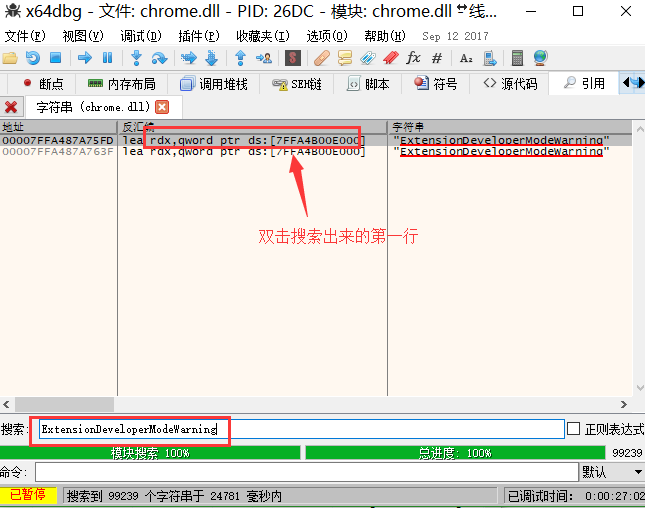 x64dbg - 文件: chrome.dll - PID: 26DC - 模块: chrome.dll - 线...
文件(F) 视图(V) 调试(D) 插件(P) 收藏夹(I) 选项(O) 帮助(H) Sep 12 2017
S fx # A₂
断点 内存布局 调用堆栈 SEH链 脚本 符号 <> 源代码 引用
字符串 (chrome.dll)
地址 反汇编 字符串
00007FFA487A75FD lea rdx,qword ptr ds:[7FFA4B00E000] "ExtensionDeveloperModeWarning"
00007FFA487A763F lea rdx,qword ptr ds:[7FFA4B00E000] "ExtensionDeveloperModeWarning"
双击搜索出来的第一行
搜索: ExtensionDeveloperModeWarning 正则表达式
模块搜索 100% 总进度: 100% 99239
命令: 默认
已暂停 搜索到 99239 个字符串于 24781 毫秒内 已调试时间: 0:00:27:02